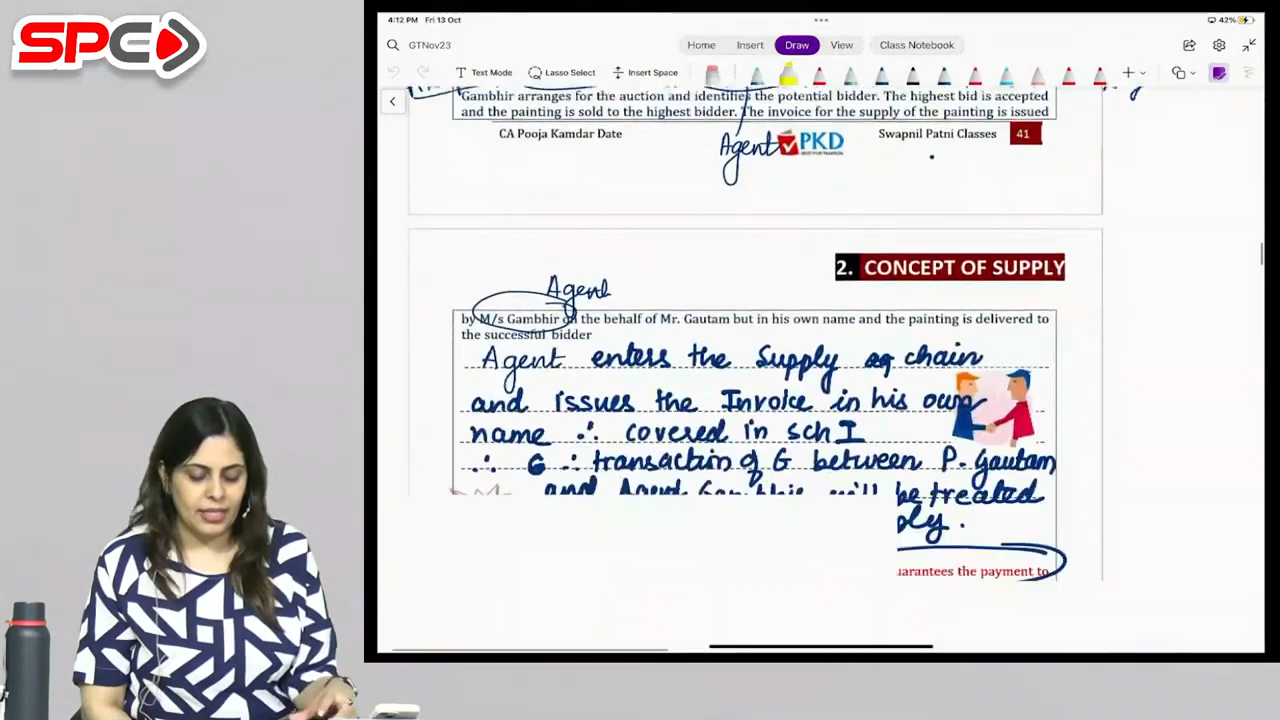 SPC
4:12 PM Fri 13 Oct
42%
GTNov23
Home Insert Draw View Class Notebook
Text Mode Lasso Select Insert Space
Gambhir arranges for the auction and identifies the potential bidder. The highest bid is accepted
and the painting is sold to the highest bidder. The invoice for the supply of the painting is issued
CA Pooja Kamdar Date
PKD
Swapnil Patni Classes
41
Agent
2. CONCEPT OF SUPPLY
Agent
by M/s Gambhir on the behalf of Mr. Gautam but in his own name and the painting is delivered to
the successful bidder
Agent enters the supply chain
and issues the Invoice in his own
name ∴ covered in sch I
∴ G ∴ transaction of G between P. Gautam
and Agent Gambhir will be treated
ply.
uarantees the payment to